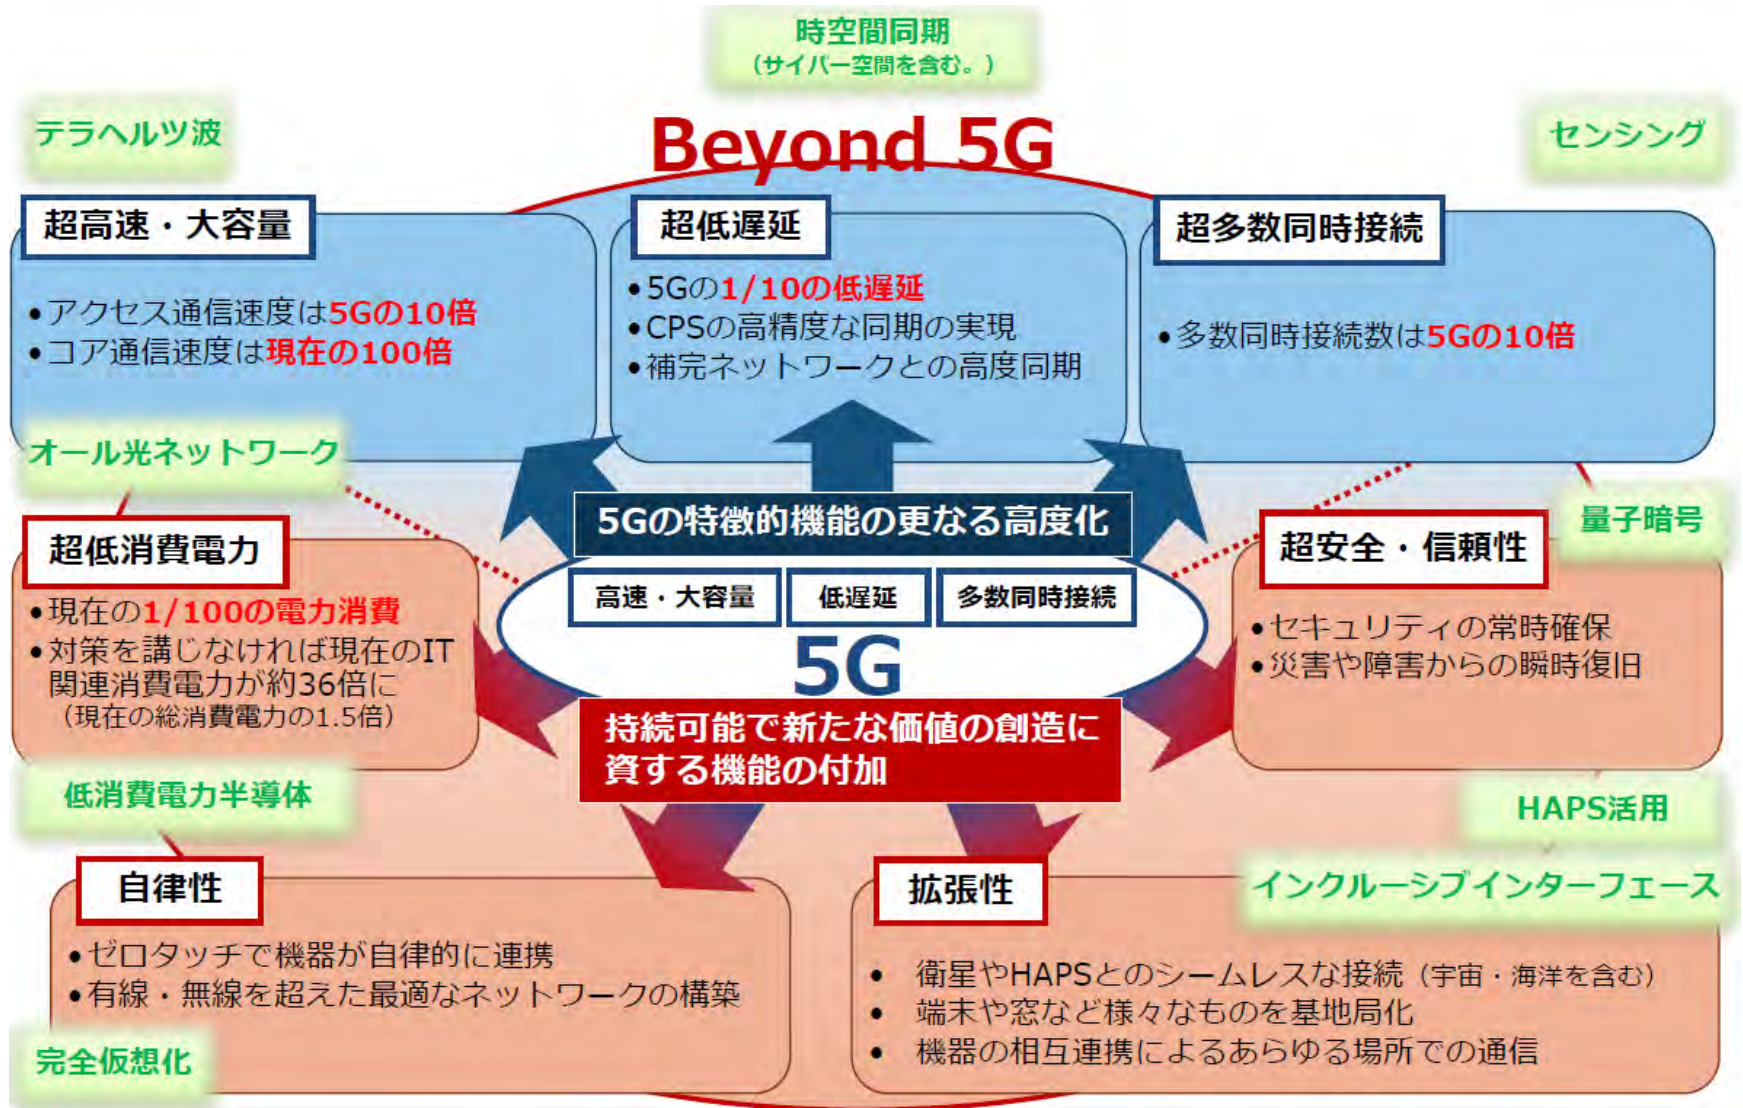 時空間同期
（サイバー空間を含む。）
テラヘルツ波
Beyond 5G
センシング
超高速・大容量
•アクセス通信速度は5Gの10倍
•コア通信速度は現在の100倍
超低遅延
•5Gの1/10の低遅延
•CPSの高精度な同期の実現
•補完ネットワークとの高度同期
超多数同時接続
•多数同時接続数は5Gの10倍
オール光ネットワーク
5Gの特徴的機能の更なる高度化
量子暗号
超低消費電力
•現在の1/100の電力消費
•対策を講じなければ現在のIT
関連消費電力が約36倍に
（現在の総消費電力の1.5倍）
高速・大容量
低遅延
多数同時接続
5G
持続可能で新たな価値の創造に
資する機能の付加
超安全・信頼性
•セキュリティの常時確保
•災害や障害からの瞬時復旧
低消費電力半導体
HAPS活用
自律性
•ゼロタッチで機器が自律的に連携
•有線・無線を超えた最適なネットワークの構築
完全仮想化
拡張性
インクルーシブインターフェース
• 衛星やHAPSとのシームレスな接続（宇宙・海洋を含む）
• 端末や窓など様々なものを基地局化
• 機器の相互連携によるあらゆる場所での通信